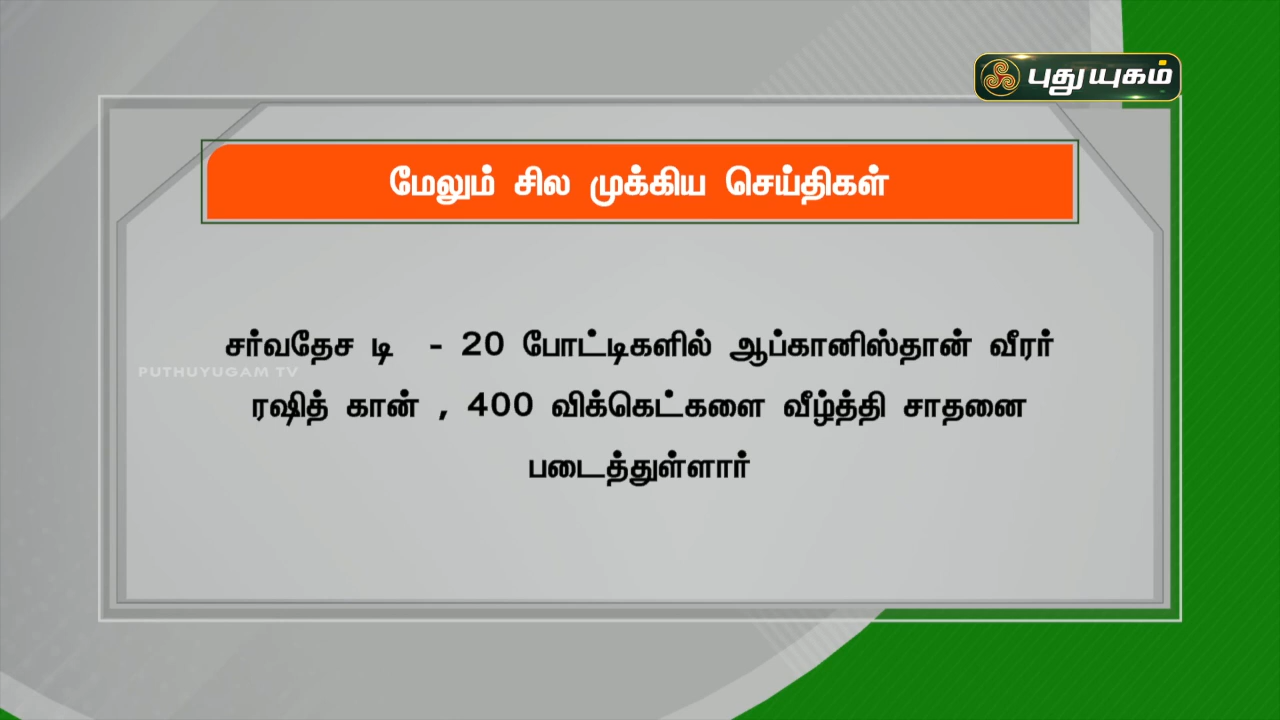 புதுயுகம்
மேலும் சில முக்கிய செய்திகள்
சர்வதேச டி - 20 போட்டிகளில் ஆப்கானிஸ்தான் வீரர்
PUTHUYUGAM TV
ரஷித் கான் , 400 விக்கெட்களை வீழ்த்தி சாதனை
படைத்துள்ளார்